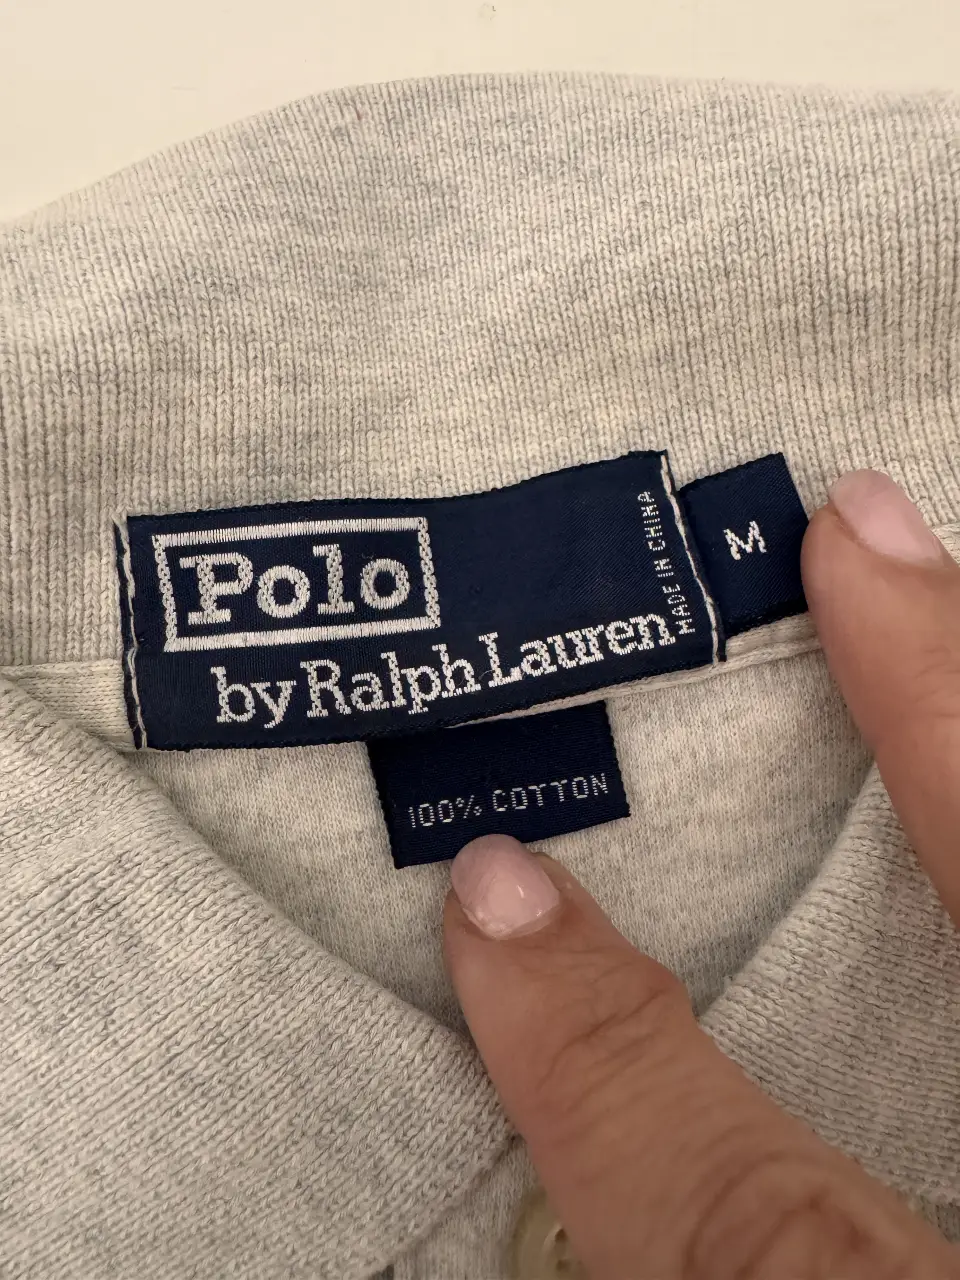 Polo
by Ralph Lauren
MADE IN CHINA
M
100% COTTON